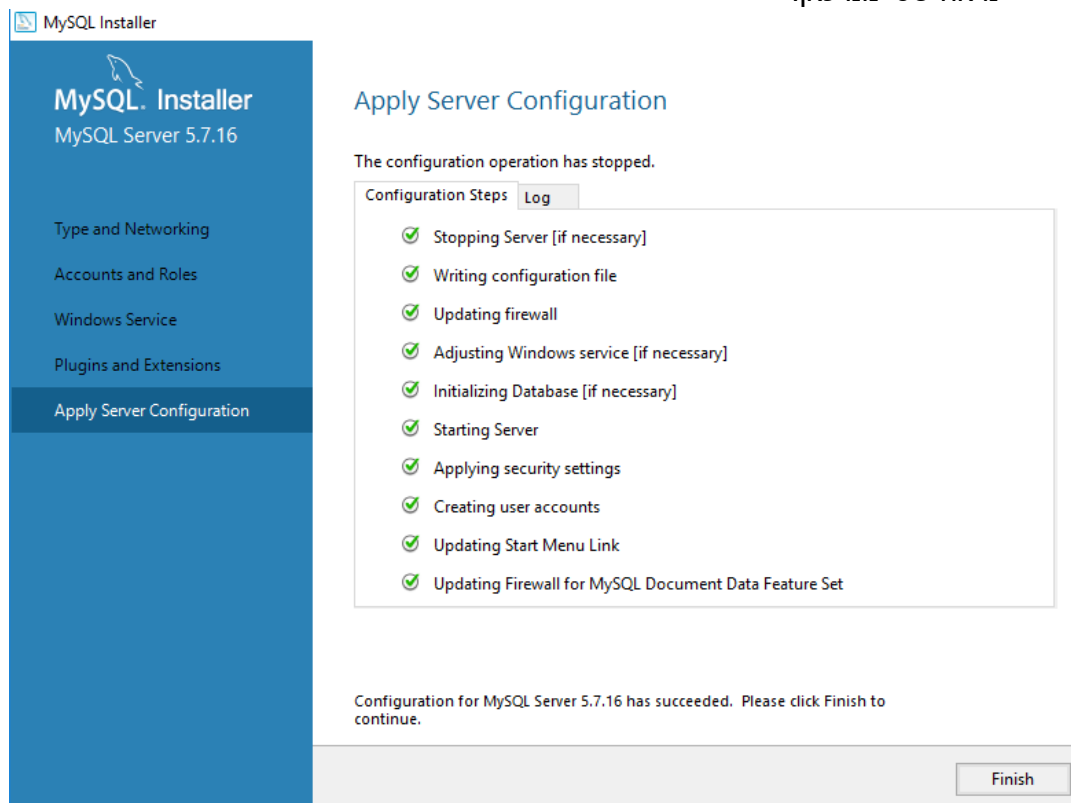 MySQL Installer
MySQL. Installer
MySQL Server 5.7.16
Type and Networking
Accounts and Roles
Windows Service
Plugins and Extensions
Apply Server Configuration
Apply Server Configuration
The configuration operation has stopped.
Configuration Steps Log
Stopping Server [if necessary]
Writing configuration file
Updating firewall
Adjusting Windows service [if necessary]
Initializing Database [if necessary]
Starting Server
Applying security settings
Creating user accounts
Updating Start Menu Link
Updating Firewall for MySQL Document Data Feature Set
Configuration for MySQL Server 5.7.16 has succeeded. Please click Finish to
continue.
Finish